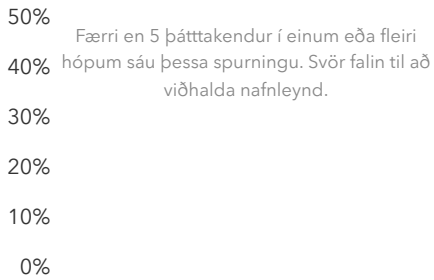 50%
Færri en 5 þátttakendur í einum eða fleiri
40%
hópum sáu þessa spurningu. Svör falin til að
viðhalda nafnleynd.
30%
20%
10%
0%